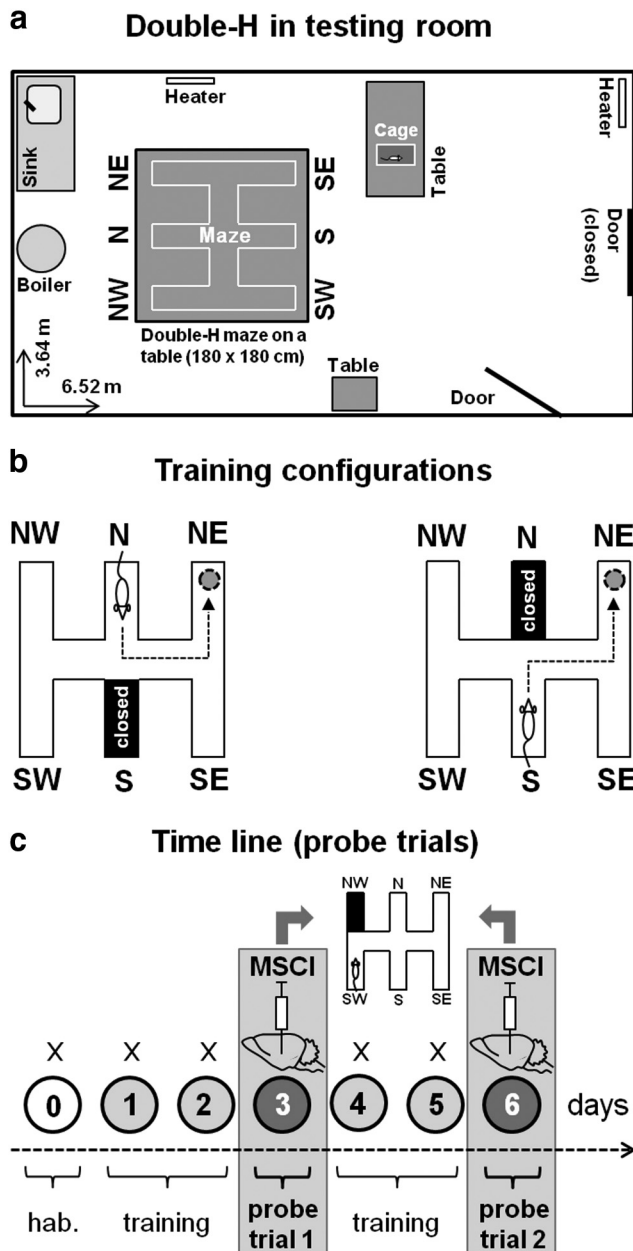 a
Double-H in testing room
Heater
Heater
Sink
Cage
Table
NE
SE
N
Maze
S
Door
(closed)
Boiler
NW
SW
Double-H maze on a
table (180 x 180 cm)
3.64 m
6.52 m
Table
Door
b
Training configurations
NW N NE
closed
SW S SE
NW N NE
closed
SW S SE
c
Time line (probe trials)
NW N NE
SW S SE
MSCI
MSCI
X X X X X
0 1 2 3 4 5 6 days
hab. training probe training probe
trial 1 trial 2